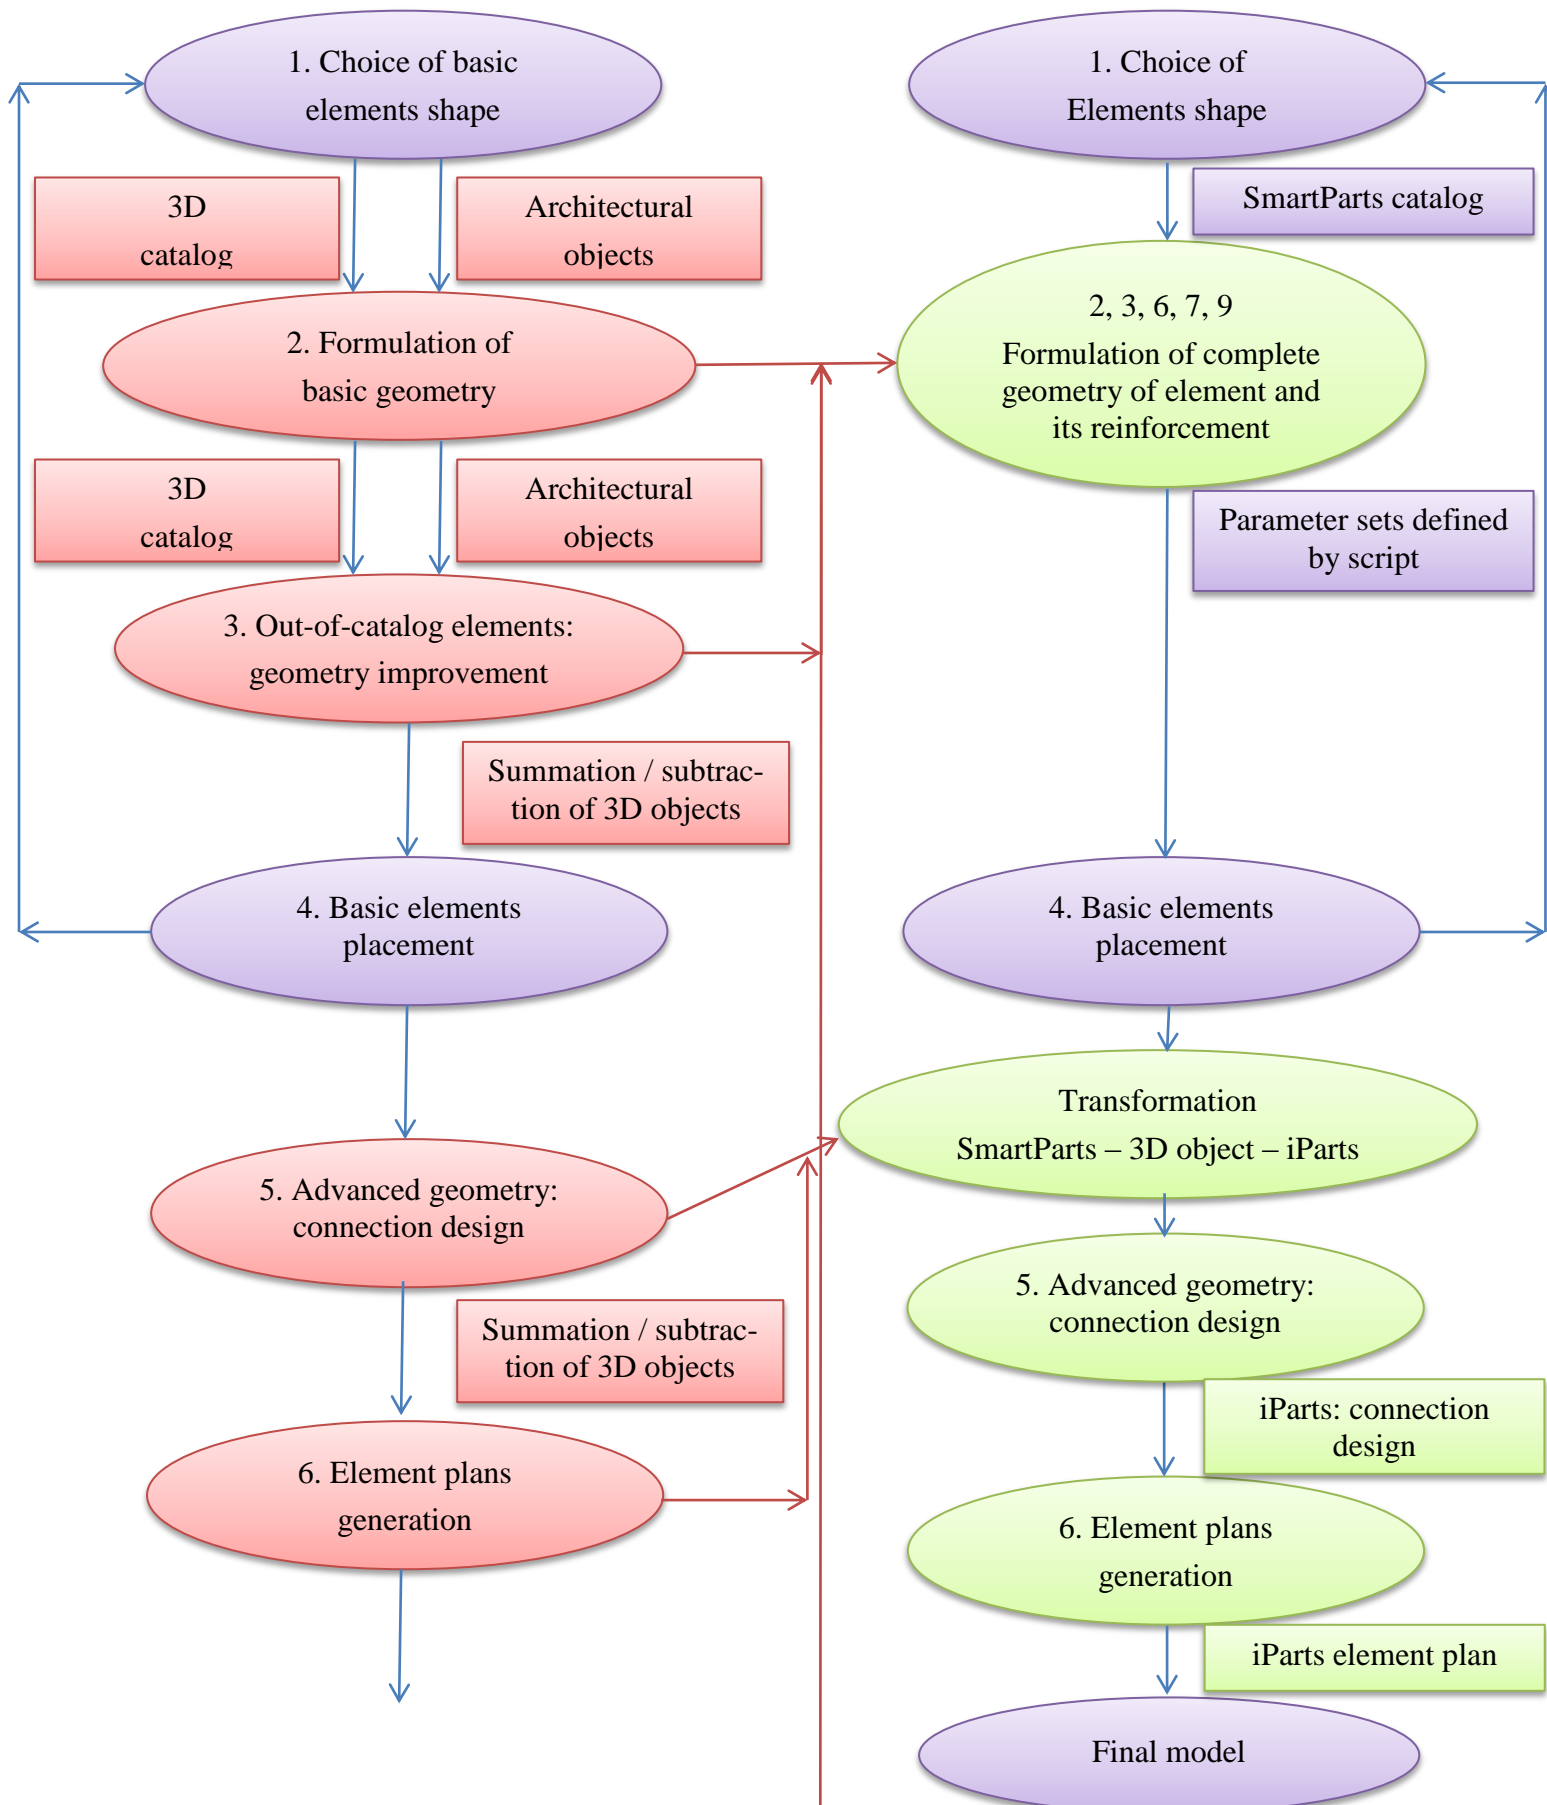 1. Choice of basic
elements shape
3D
catalog
Architectural
objects
2. Formulation of
basic geometry
3D
catalog
Architectural
objects
3. Out-of-catalog elements:
geometry improvement
Summation / subtrac-
tion of 3D objects
4. Basic elements
placement
5. Advanced geometry:
connection design
Summation / subtrac-
tion of 3D objects
6. Element plans
generation
1. Choice of
Elements shape
SmartParts catalog
2, 3, 6, 7, 9
Formulation of complete
geometry of element and
its reinforcement
Parameter sets defined
by script
4. Basic elements
placement
Transformation
SmartParts – 3D object – iParts
5. Advanced geometry:
connection design
iParts: connection
design
6. Element plans
generation
iParts element plan
Final model